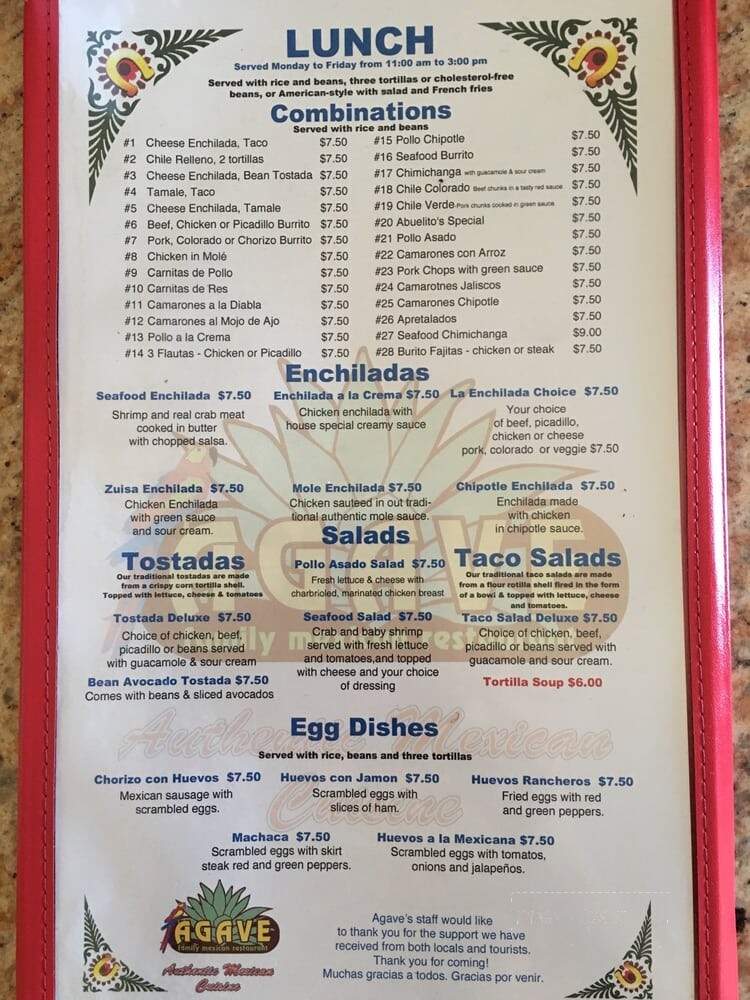 LUNCH
Served Monday to Friday from 11:00 am to 3:00 pm
Served with rice and beans, three tortillas or cholesterol-free
beans, or American-style with salad and French fries
Combinations
Served with rice and beans
#1 Cheese Enchilada, Taco $7.50
#2 Chile Relleno, 2 tortillas $7.50
#3 Cheese Enchilada, Bean Tostada $7.50
#4 Tamale, Taco $7.50
#5 Cheese Enchilada, Tamale $7.50
#6 Beef, Chicken or Picadillo Burrito $7.50
#7 Pork, Colorado or Chorizo Burrito $7.50
#8 Chicken in Molé $7.50
#9 Carnitas de Pollo $7.50
#10 Carnitas de Res $7.50
#11 Camarones a la Diabla $7.50
#12 Camarones al Mojo de Ajo $7.50
#13 Pollo a la Crema $7.50
#14 3 Flautas - Chicken or Picadillo $7.50
#15 Pollo Chipotle $7.50
#16 Seafood Burrito $7.50
#17 Chimichanga with guacamole & sour cream $7.50
#18 Chile Colorado Beef chunks in a tasty red sauce $7.50
#19 Chile Verde-Pork chunks cooked in green sauce $7.50
#20 Abuelito's Special $7.50
#21 Pollo Asado $7.50
#22 Camarones con Arroz $7.50
#23 Pork Chops with green sauce $7.50
#24 Camarotnes Jaliscos $7.50
#25 Camarones Chipotle $7.50
#26 Apretalados $7.50
#27 Seafood Chimichanga $9.00
#28 Burito Fajitas - chicken or steak $7.50
Enchiladas
Seafood Enchilada $7.50
Shrimp and real crab meat
cooked in butter
with chopped salsa.
Enchilada a la Crema $7.50
Chicken enchilada with
house special creamy sauce
La Enchilada Choice $7.50
Your choice
of beef, picadillo,
chicken or cheese
pork, colorado or veggie $7.50
Zuisa Enchilada $7.50
Chicken Enchilada
with green sauce
and sour cream.
Mole Enchilada $7.50
Chicken sauteed in out tradi-
tional authentic mole sauce.
Chipotle Enchilada $7.50
Enchilada made
with chicken
in chipotle sauce.
Tostadas
Our traditional tostadas are made
from a crispy corn tortilla shell.
Topped with lettuce, cheese & tomatoes
Tostada Deluxe $7.50
Choice of chicken, beef,
picadillo or beans served
with guacamole & sour cream
Bean Avocado Tostada $7.50
Comes with beans & sliced avocados
Salads
Pollo Asado Salad $7.50
Fresh lettuce & cheese with
charbrioled, marinated chicken breast
Seafood Salad $7.50
Crab and baby shrimp
served with fresh lettuce
and tomatoes,and topped
with cheese and your choice
of dressing
Taco Salads
Our traditional taco salads are made
from a flour rotilla shell fired in the form
of a bowl & topped with lettuce, cheese
and tomatoes.
Taco Salad Deluxe $7.50
Choice of chicken, beef,
picadillo or beans served with
guacamole and sour cream.
Tortilla Soup $6.00
AGAVE
family mexican restaurant
Authentic Mexican
Cuisine
Egg Dishes
Served with rice, beans and three tortillas
Chorizo con Huevos $7.50
Mexican sausage with
scrambled eggs.
Huevos con Jamon $7.50
Scrambled eggs with
slices of ham.
Huevos Rancheros $7.50
Fried eggs with red
and green peppers.
Machaca $7.50
Scrambled eggs with skirt
steak red and green peppers.
Huevos a la Mexicana $7.50
Scrambled eggs with tomatos,
onions and jalapeños.
AGAVE
family mexican restaurant
Authentic Mexican
Cuisine
Agave's staff would like
to thank you for the support we have
received from both locals and tourists.
Thank you for coming!
Muchas gracias a todos. Gracias por venir.